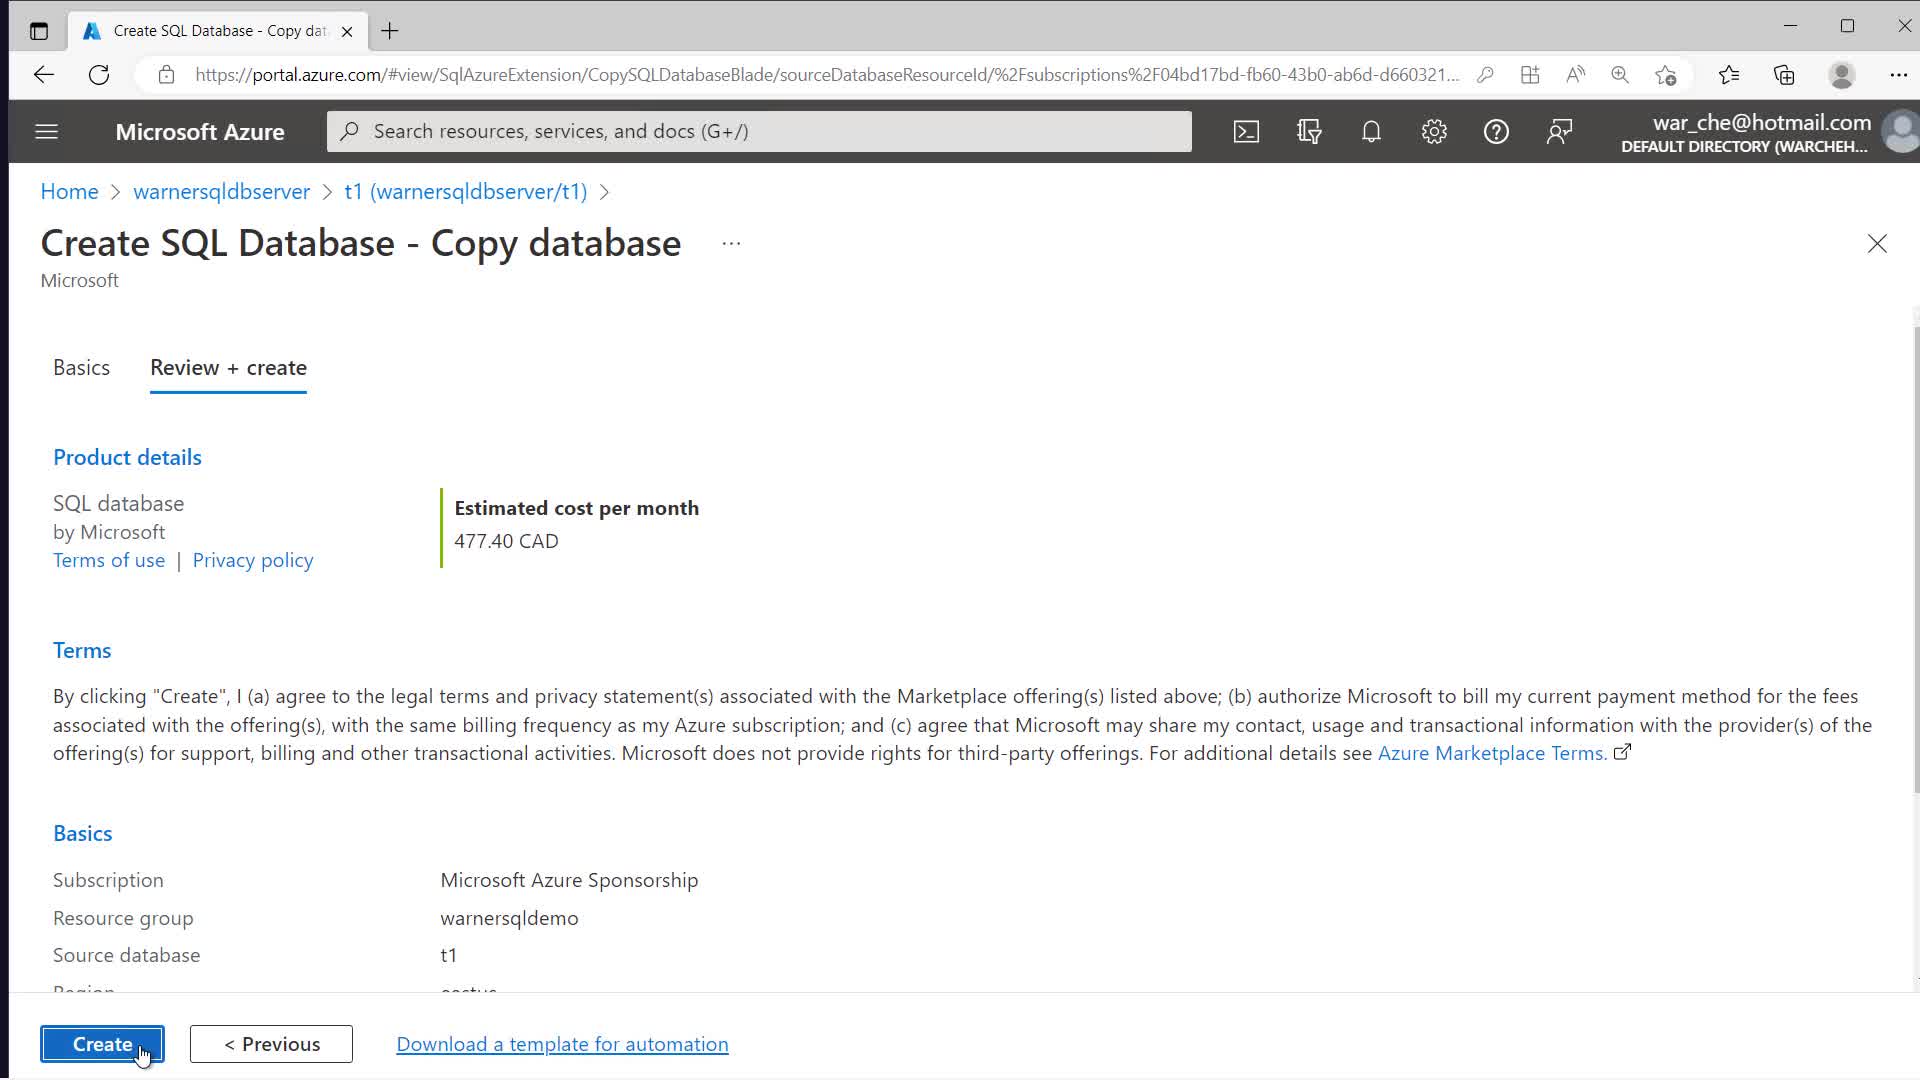 Create SQL Database - Copy dat
https://portal.azure.com/#view/SqlAzureExtension/CopySQLDatabaseBlade/sourceDatabaseResourceId/%2Fsubscriptions%2F04bd17bd-fb60-43b0-ab6d-d660321...
Microsoft Azure
Search resources, services, and docs (G+/)
war_che@hotmail.com
DEFAULT DIRECTORY (WARCHEH...
Home > warnersqldbserver > t1 (warnersqldbserver/t1) >
Create SQL Database - Copy database ...
Microsoft
Basics Review + create
Product details
SQL database
by Microsoft
Terms of use | Privacy policy
Estimated cost per month
477.40 CAD
Terms
By clicking "Create", I (a) agree to the legal terms and privacy statement(s) associated with the Marketplace offering(s) listed above; (b) authorize Microsoft to bill my current payment method for the fees
associated with the offering(s), with the same billing frequency as my Azure subscription; and (c) agree that Microsoft may share my contact, usage and transactional information with the provider(s) of the
offering(s) for support, billing and other transactional activities. Microsoft does not provide rights for third-party offerings. For additional details see Azure Marketplace Terms.
Basics
Subscription Microsoft Azure Sponsorship
Resource group warnersqldemo
Source database t1
Region eastus
Create < Previous Download a template for automation